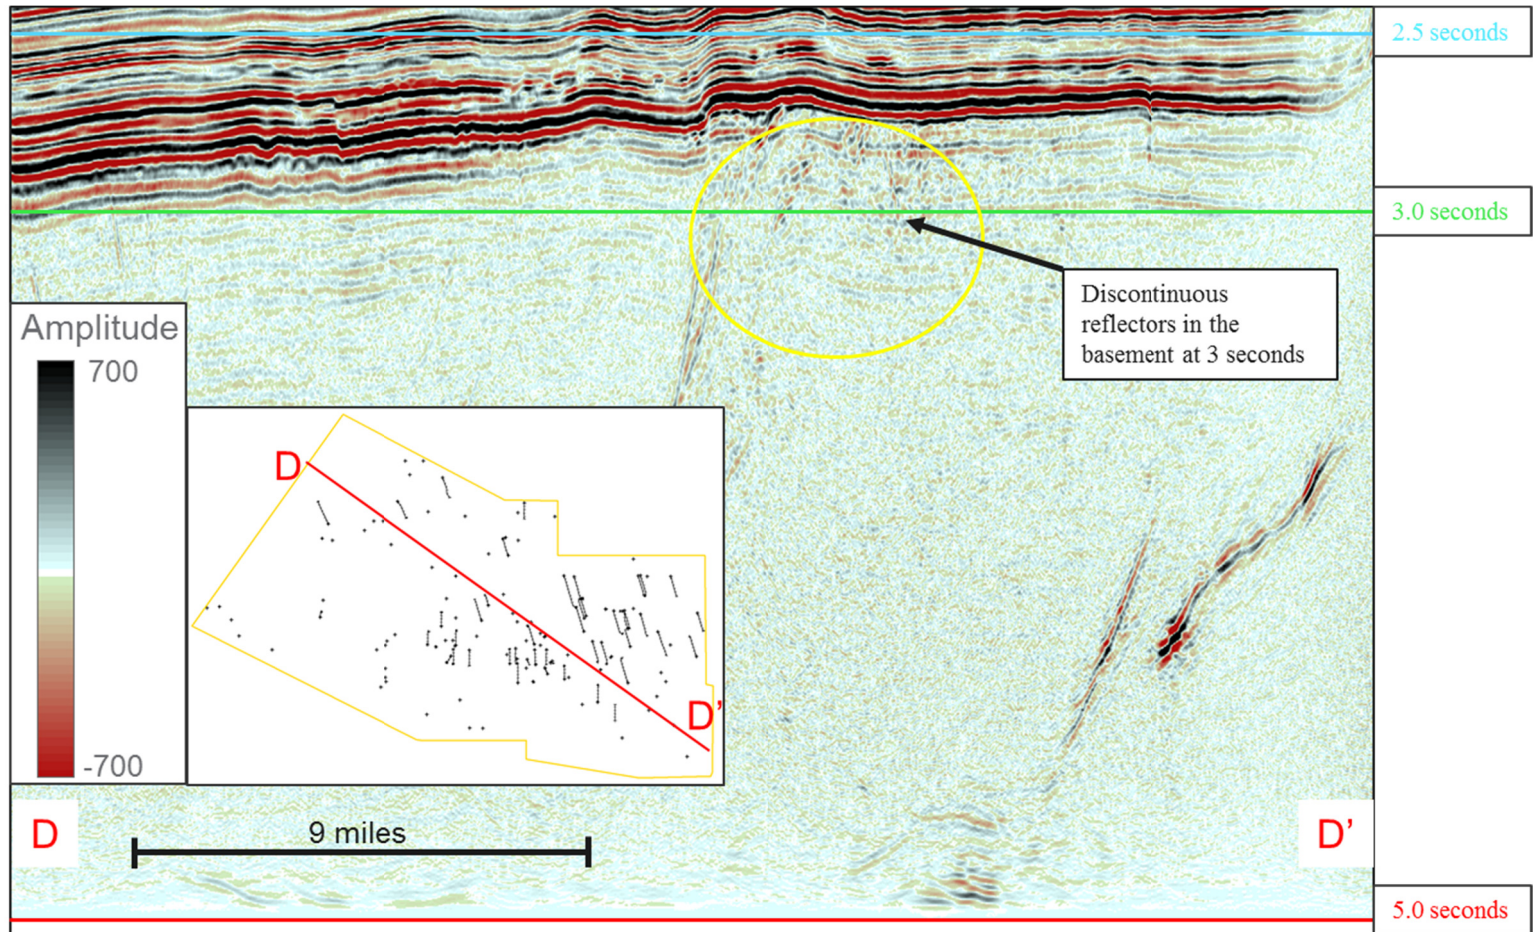 2.5 seconds
3.0 seconds
Discontinuous
reflectors in the
basement at 3 seconds
Amplitude
700
-700
D
D'
D
9 miles
D'
5.0 seconds